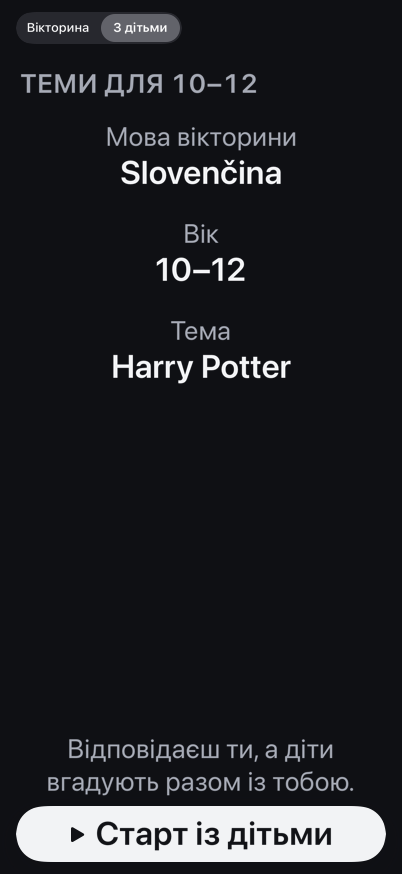 Вікторина
З дітьми
ТЕМИ ДЛЯ 10–12
Мова вікторини
Slovenčina
Вік
10–12
Тема
Harry Potter
Відповідаєш ти, а діти
вгадують разом із тобою.
Старт із дітьми